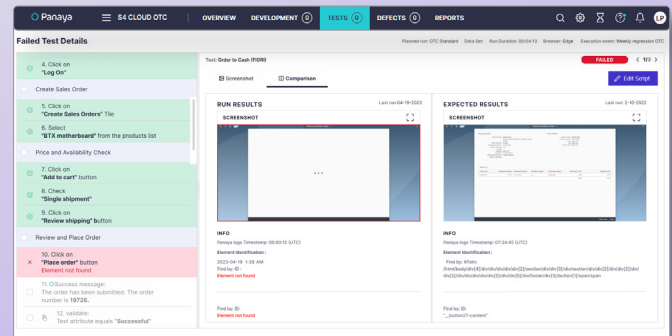 Panaya
S4 CLOUD OTC
OVERVIEW
DEVELOPMENT 0
TESTS 0
DEFECTS 0
REPORTS
LP
Failed Test Details
Planned run: OTC Standard Data Set: Run Duration: 00:04:13 Browser: Edge Execution event: Weekly regression OTC
4. Click on
"Log On"
Create Sales Order
5. Click on
"Create Sales Orders" Tile
6. Select
"BTX motherboard" from the products list
Price and Availability Check
7. Click on
"Add to cart" button
8. Check
"Single shipment"
9. Click on
"Review shipping" button
Review and Place Order
10. Click on
"Place order" button
Element not found
11. Success message:
The order has been submitted. The order
number is 19726.
12. validate:
Text attribute equals "Successful"
Test: Order to Cash (FIORI)
FAILED
1/3
Screenshot
Comparison
Edit Script
RUN RESULTS
Last run:04-19-2023
SCREENSHOT
INFO
Panaya logs Timestamp: 00:00:15 (UTC)
Element Identification:
2023-04-19 1:38 AM
Find by: ID:
Element not found
Find by: ID:
Element not found
EXPECTED RESULTS
Last run: 2-10-2022
SCREENSHOT
INFO
Panaya logs Timestamp: 07:38:45 (UTC)
Element Identification:
Find by: XPath:
Find by: ID:
"__button27-content"